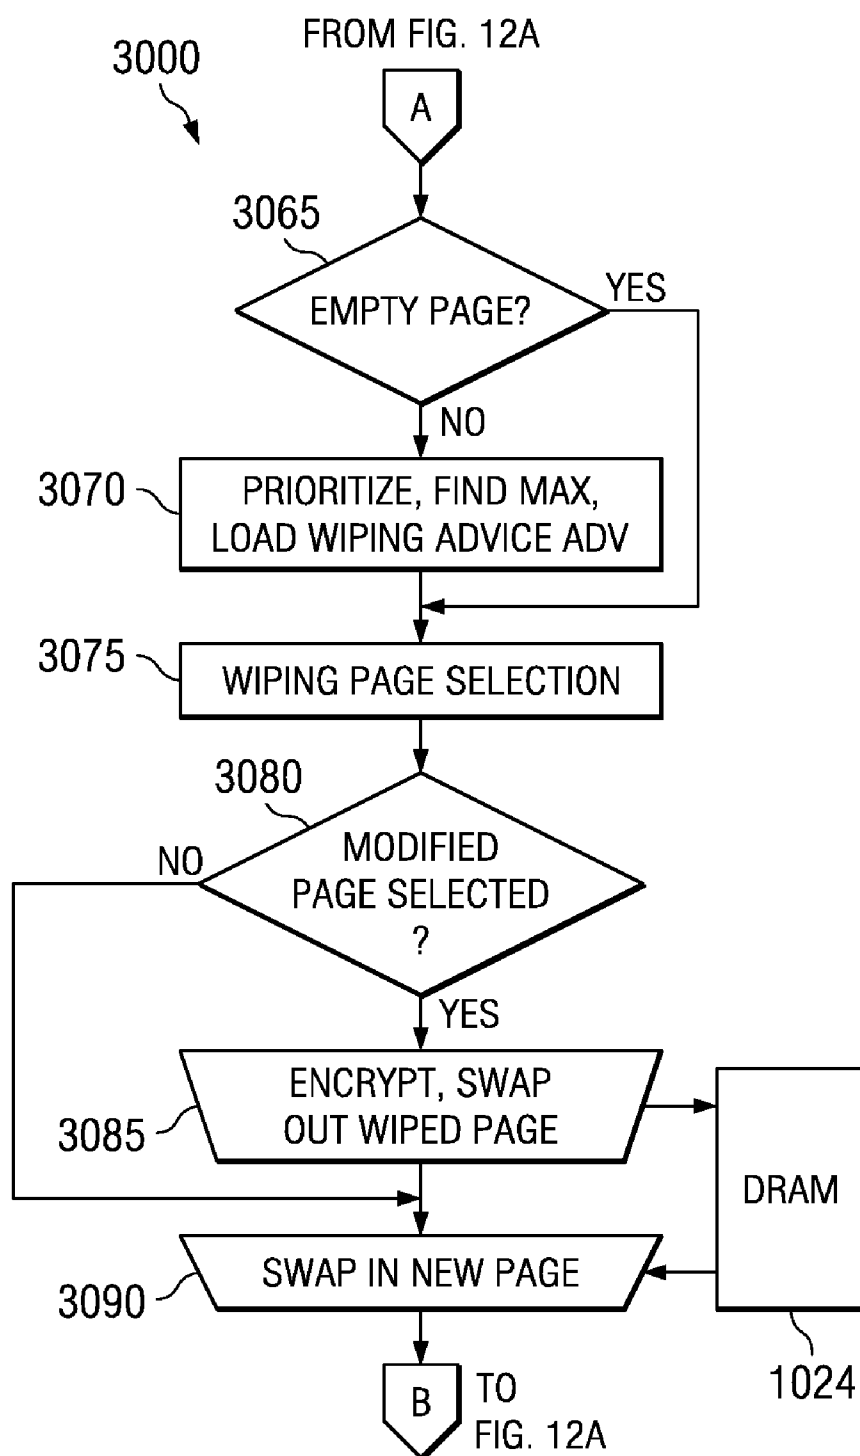 FROM FIG. 12A
3000
A
3065
EMPTY PAGE?
YES
NO
3070
PRIORITIZE, FIND MAX,
LOAD WIPING ADVICE ADV
3075
WIPING PAGE SELECTION
3080
NO
MODIFIED
PAGE SELECTED
?
YES
ENCRYPT, SWAP
OUT WIPED PAGE
3085
DRAM
SWAP IN NEW PAGE
3090
1024
B
TO
FIG. 12A